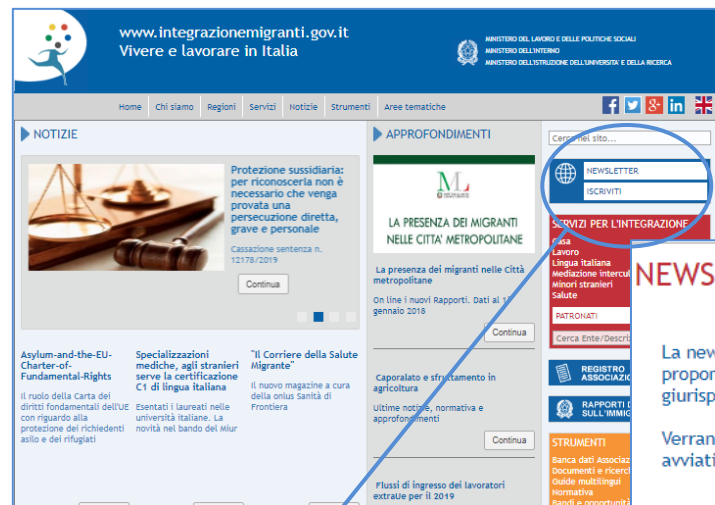 www.integrazionemigranti.gov.it
Vivere e lavorare in Italia
MINISTERO DEL LAVORO E DELLE POLITICHE SOCIALI
MINISTERO DELL'INTERNO
MINISTERO DELL'ISTRUZIONE DELL'UNIVERSITA' E DELLA RICERCA
Home Chi siamo Regioni Servizi Notizie Strumenti Aree tematiche
NOTIZIE
Protezione sussidiaria:
per riconoscerla non è
necessario che venga
provata una
persecuzione diretta,
grave e personale
Cassazione sentenza n.
12178/2019
Continua
Asylum-and-the-EU-
Charter-of-
Fundamental-Rights
Il ruolo della Carta dei
diritti fondamentali dell'UE
con riguardo alla
protezione dei richiedenti
asilo e dei rifugiati
Specializzazioni
mediche, agli stranieri
serve la certificazione
C1 di lingua italiana
Esentati i laureati nelle
università italiane. La
novità nel bando del Miur
"Il Corriere della Salute
Migrante"
Il nuovo magazine a cura
della onlus Sanità di
Frontiera
APPROFONDIMENTI
LA PRESENZA DEI MIGRANTI
NELLE CITTA' METROPOLITANE
La presenza dei migranti nelle Città
metropolitane
On line i nuovi Rapporti. Dati al 1°
gennaio 2018
Continua
Caporalato e sfruttamento in
agricoltura
Ultime notizie, normativa e
approfondimenti
Continua
Flussi di ingresso dei lavoratori
extraUe per il 2019
Cerca nel sito...
NEWSLETTER
ISCRIVITI
SERVIZI PER L'INTEGRAZIONE
Casa
Lavoro
Lingua italiana
Mediazione intercul
Minori stranieri
Salute
PATRONATI
Cerca Ente/Descri
REGISTRO
ASSOCIAZIO
RAPPORTI D
SULL'IMMIG
STRUMENTI
Banca dati Associaz
Documenti e ricerc
Guide multilingui
Normativa
Bandi e opportunità
NEWS
La new
propon
giurisp
Verran
avviati